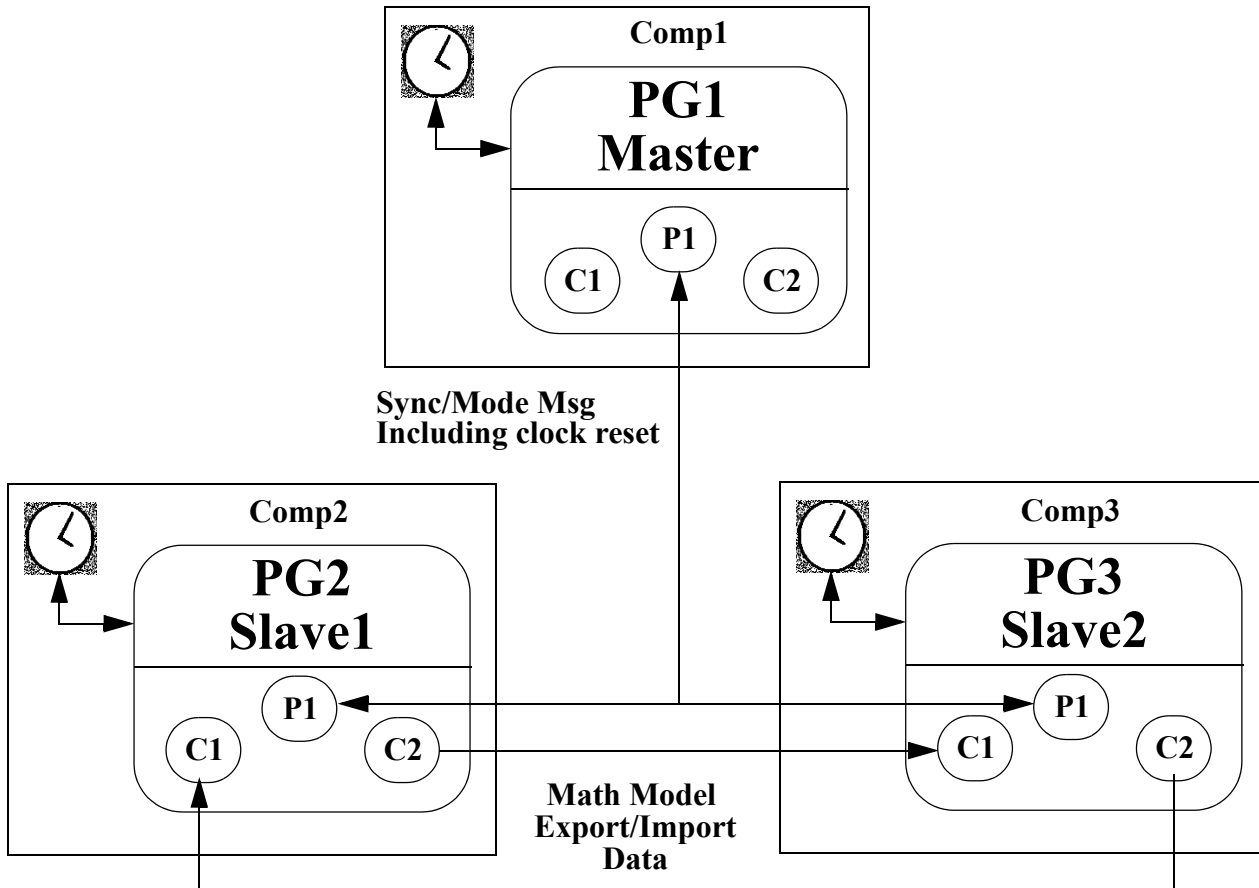 Comp1
PG1
Master
P1
C1
C2
Sync/Mode Msg
Including clock reset
Comp2
PG2
Slave1
P1
C1
C2
Comp3
PG3
Slave2
P1
C1
C2
Math Model
Export/Import
Data